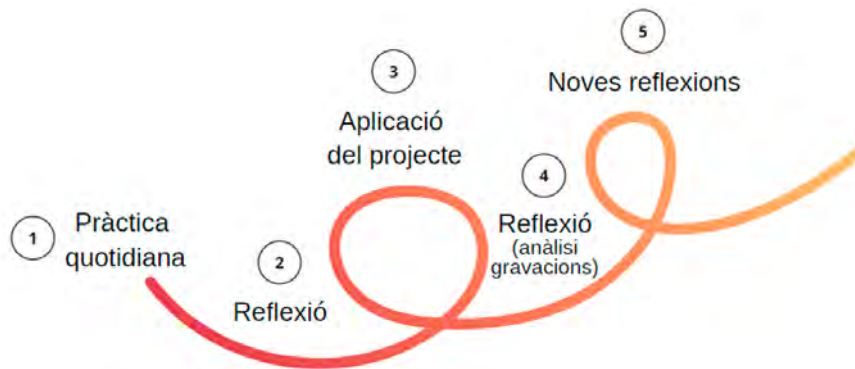 1
Pràctica
quotidiana
2
Reflexió
3
Aplicació
del projecte
4
Reflexió
(anàlisi
gravacions)
5
Noves reflexions